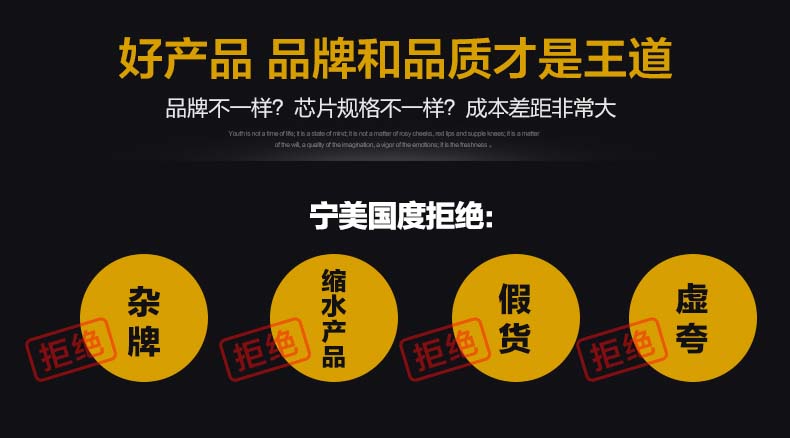 好产品 品牌和品质才是王道
品牌不一样？芯片规格不一样？成本差距非常大
Youth is not a time of life; it is a state of mind; it is not a matter of rosy cheeks, red lips and supple knees; it is a matter
of the will, a quality of the imagination, a vigor of the emotions; it is the freshness 。
宁美国度拒绝:
杂牌
拒绝
缩水产品
拒绝
假货
拒绝
虚夸
拒绝